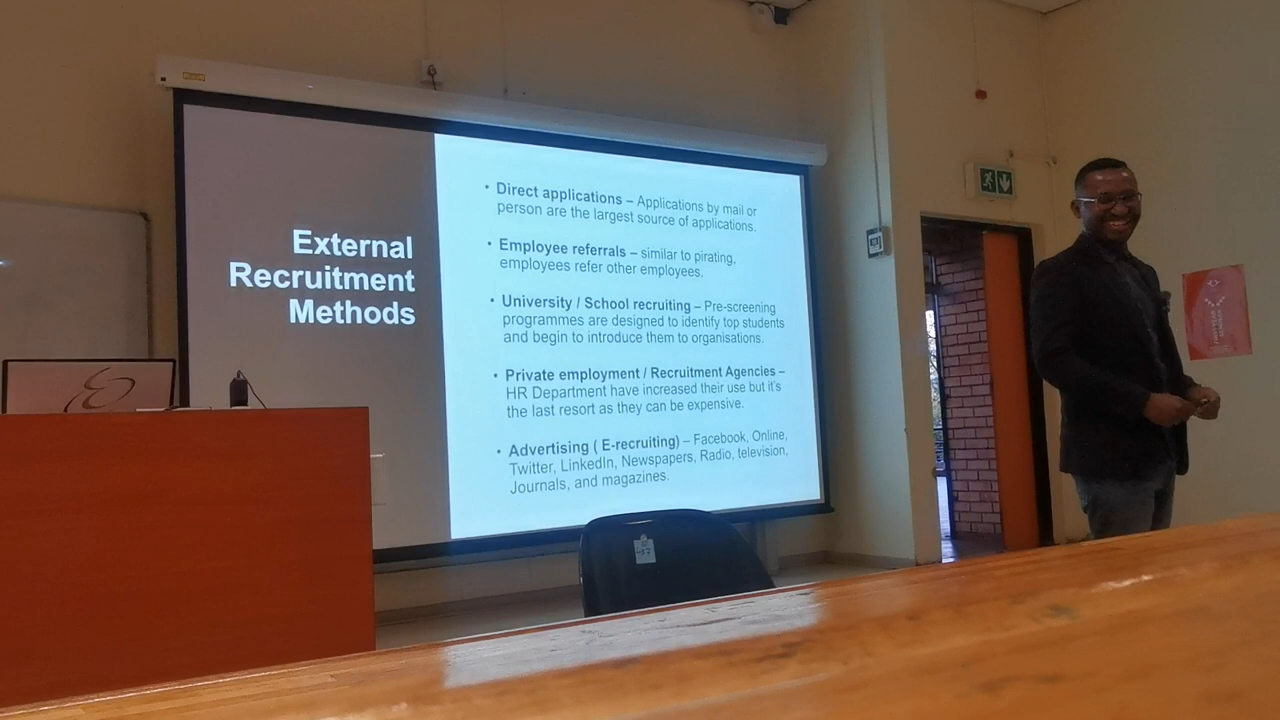 External
Recruitment
Methods
• Direct applications – Applications by mail or
person are the largest source of applications.
• Employee referrals – similar to pirating,
employees refer other employees.
• University / School recruiting – Pre-screening
programmes are designed to identify top students
and begin to introduce them to organisations.
• Private employment / Recruitment Agencies –
HR Department have increased their use but it's
the last resort as they can be expensive.
• Advertising ( E-recruiting) – Facebook, Online,
Twitter, LinkedIn, Newspapers, Radio, television,
Journals, and magazines.